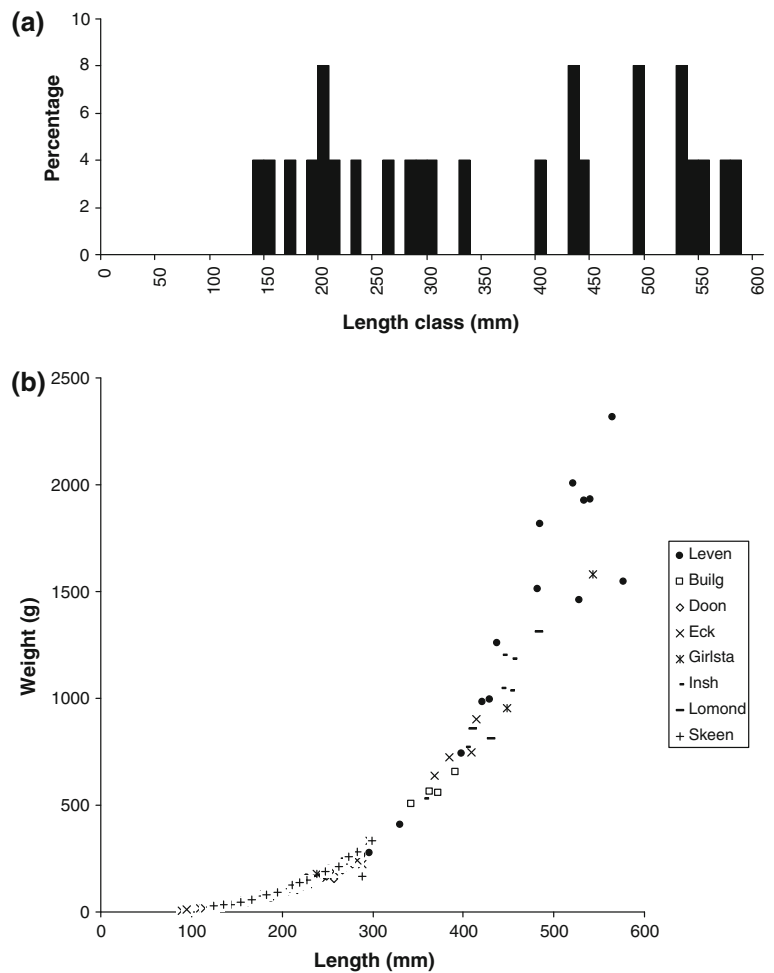 (a)
Percentage
10
8
6
4
2
0
0 50 100 150 200 250 300 350 400 450 500 550 600
Length class (mm)
(b)
Weight (g)
2500
2000
1500
1000
500
0
0 100 200 300 400 500 600
Length (mm)
Leven
Builg
Doon
Eck
Girlsta
Insh
Lomond
Skeen